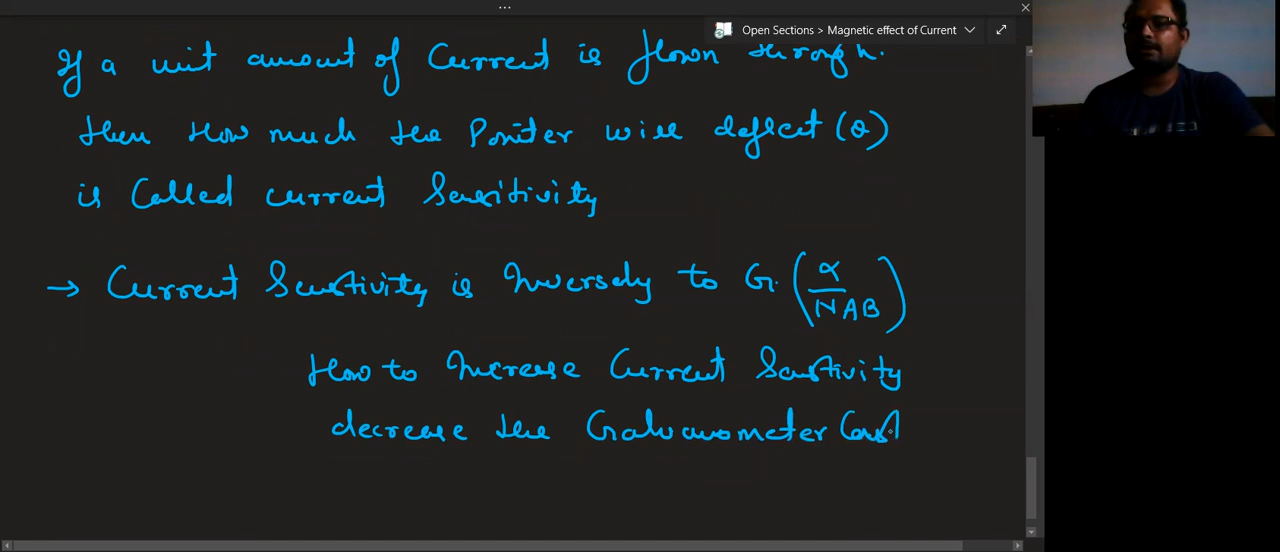 ...
Open Sections > Magnetic effect of Current
If a unit amount of Current is flown through.
then How much the Pointer will deflect (θ)
is Called current Sensitivity
→ Current Sensitivity is Inversely to G. (α/NAB)
How to Increase Current Sensitivity
decrease the Galvanometer Const